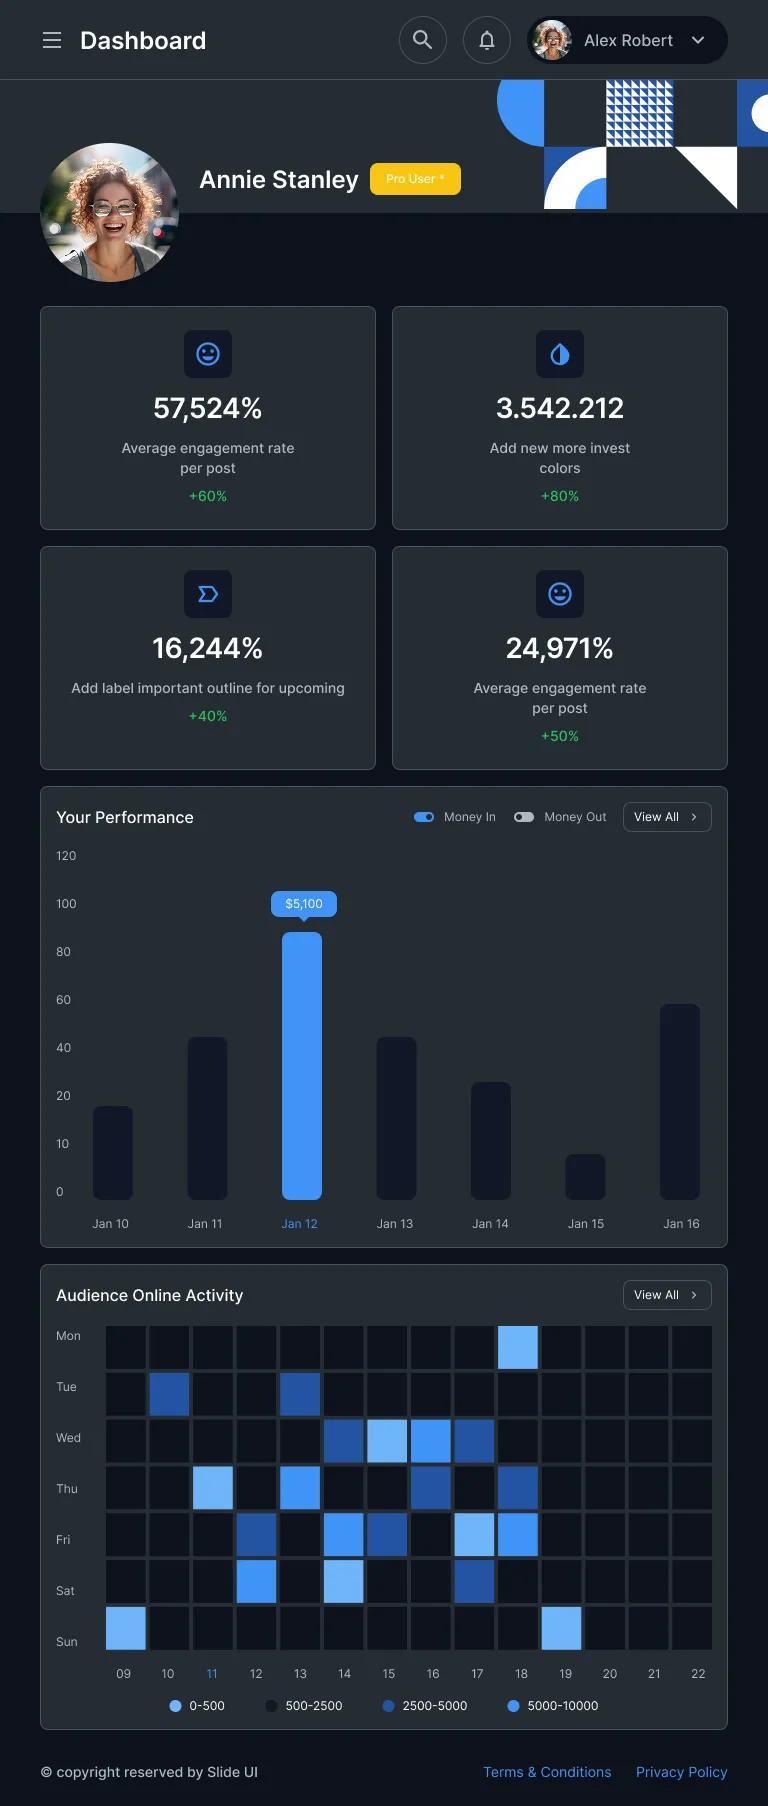 Dashboard
Alex Robert
Annie Stanley
Pro User *
57,524%
Average engagement rate
per post
+60%
3.542.212
Add new more invest
colors
+80%
16,244%
Add label important outline for upcoming
+40%
24,971%
Average engagement rate
per post
+50%
Your Performance
Money In
Money Out
View All
120
100
80
60
40
20
10
0
$5,100
Jan 10
Jan 11
Jan 12
Jan 13
Jan 14
Jan 15
Jan 16
Audience Online Activity
View All
Mon
Tue
Wed
Thu
Fri
Sat
Sun
09 10 11 12 13 14 15 16 17 18 19 20 21 22
0-500
500-2500
2500-5000
5000-10000
© copyright reserved by Slide UI
Terms & Conditions
Privacy Policy